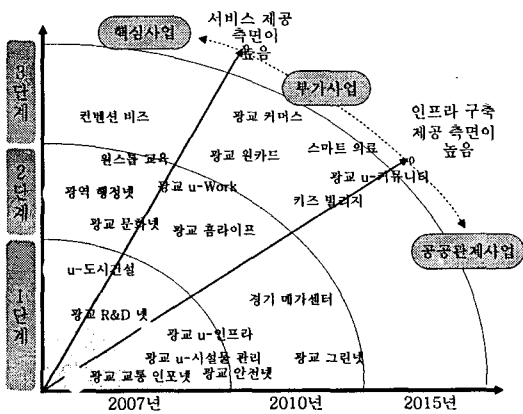 핵심사업
서비스 제공
측면이
높음
부가사업
인프라 구축
제공 측면이
높음
공공관제사업
3단계
2단계
1단계
컨벤션 비즈
광교 커머스
원스톱 교육
광교 원카드
스마트 의료
광역 행정넷
광교 u-Work
광교 u-커뮤니티
키즈 빌리지
광교 문화넷
광교 홈라이프
u-도시건설
경기 메가센터
광교 R&D 넷
광교 u-인프라
광교 u-시설물 관리
광교 그린넷
광교 교통 인포넷
광교 안전넷
2007년
2010년
2015년